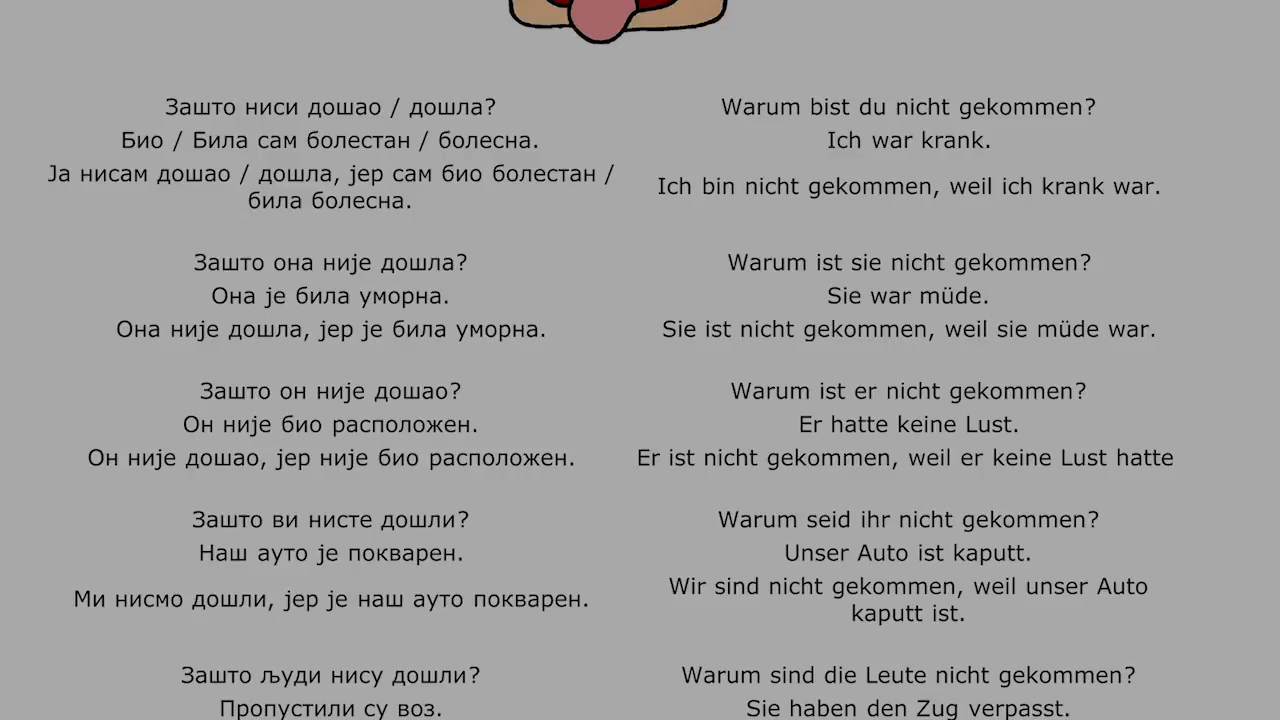 Зашто ниси дошао / дошла?
Warum bist du nicht gekommen?
Био / Била сам болестан / болесна.
Ich war krank.
Ја нисам дошао / дошла, јер сам био болестан /
била болесна.
Ich bin nicht gekommen, weil ich krank war.
Зашто она није дошла?
Warum ist sie nicht gekommen?
Она је била уморна.
Sie war müde.
Она није дошла, јер је била уморна.
Sie ist nicht gekommen, weil sie müde war.
Зашто он није дошао?
Warum ist er nicht gekommen?
Он није био расположен.
Er hatte keine Lust.
Он није дошао, јер није био расположен.
Er ist nicht gekommen, weil er keine Lust hatte
Зашто ви нисте дошли?
Warum seid ihr nicht gekommen?
Наш ауто је покварен.
Unser Auto ist kaputt.
Ми нисмо дошли, јер је наш ауто покварен.
Wir sind nicht gekommen, weil unser Auto
kaputt ist.
Зашто људи нису дошли?
Warum sind die Leute nicht gekommen?
Пропустили су воз.
Sie haben den Zug verpasst.